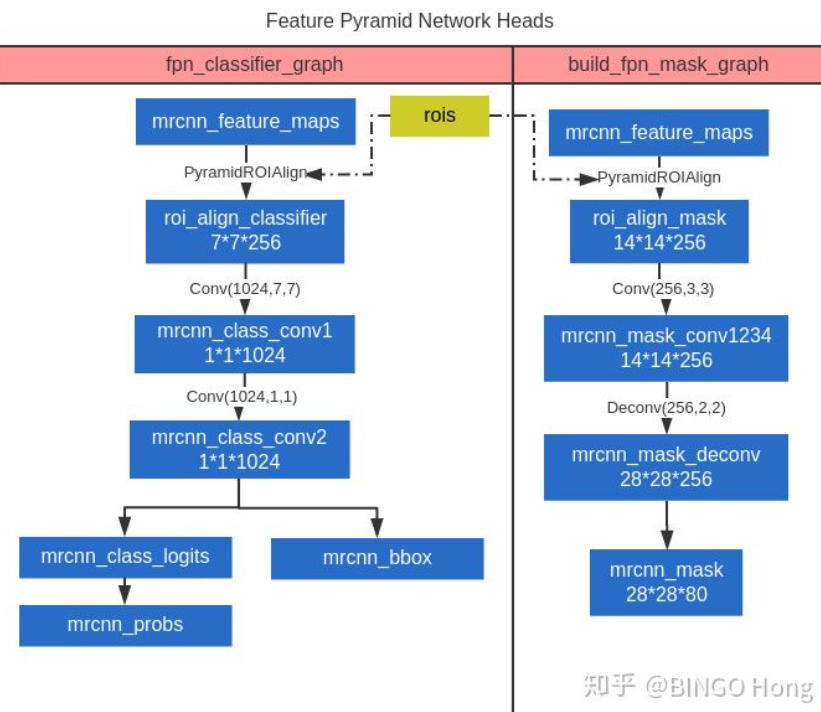 Feature Pyramid Network Heads
fpn_classifier_graph
build_fpn_mask_graph
rois
mrcnn_feature_maps
PyramidROIAlign
roi_align_classifier
7*7*256
Conv(1024,7,7)
mrcnn_class_conv1
1*1*1024
Conv(1024,1,1)
mrcnn_class_conv2
1*1*1024
mrcnn_class_logits
mrcnn_bbox
mrcnn_probs
mrcnn_feature_maps
PyramidROIAlign
roi_align_mask
14*14*256
Conv(256,3,3)
mrcnn_mask_conv1234
14*14*256
Deconv(256,2,2)
mrcnn_mask_deconv
28*28*256
mrcnn_mask
28*28*80
知乎 @BINGO Hong